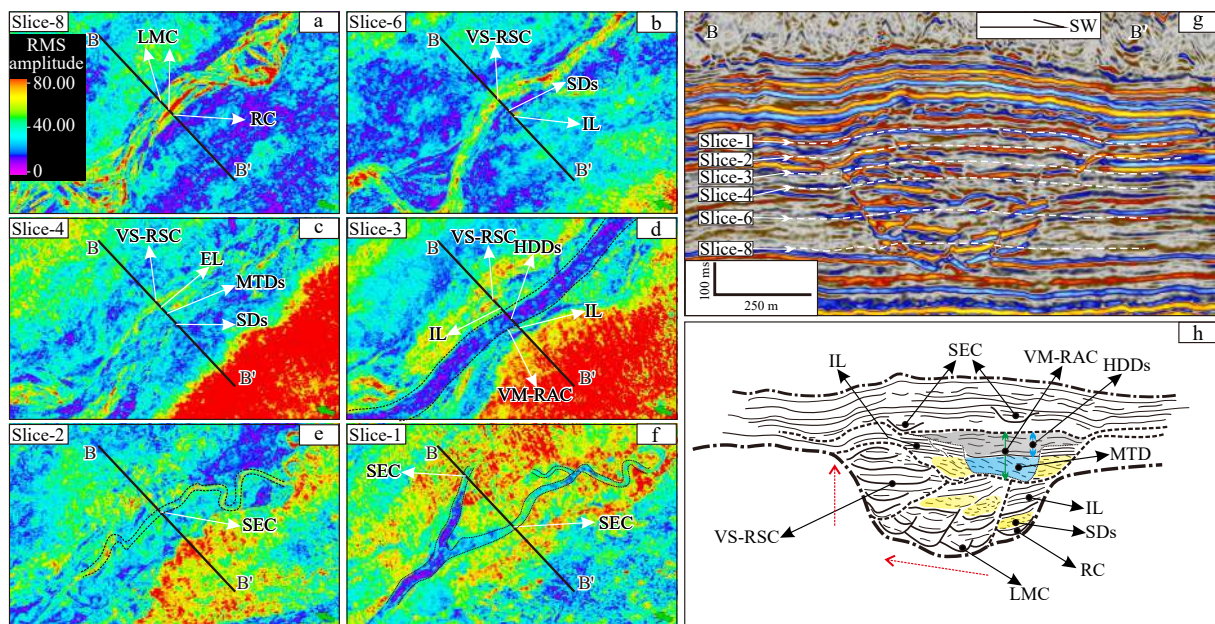 Slice-8
a
RMS
amplitude
80.00
40.00
0
LMC
B
RC
B'
Slice-6
b
VS-RSC
B
SDs
IL
B'
Slice-4
c
VS-RSC
B
EL
MTDs
SDs
B'
Slice-3
d
VS-RSC
HDDs
B
IL
IL
B'
VM-RAC
Slice-2
e
B
SEC
B'
Slice-1
f
B
SEC
SEC
B'
SW
g
B
B'
Slice-1
Slice-2
Slice-3
Slice-4
Slice-6
Slice-8
100 ms
250 m
h
IL
SEC
VM-RAC
HDDs
MTD
IL
SDs
VS-RSC
RC
LMC